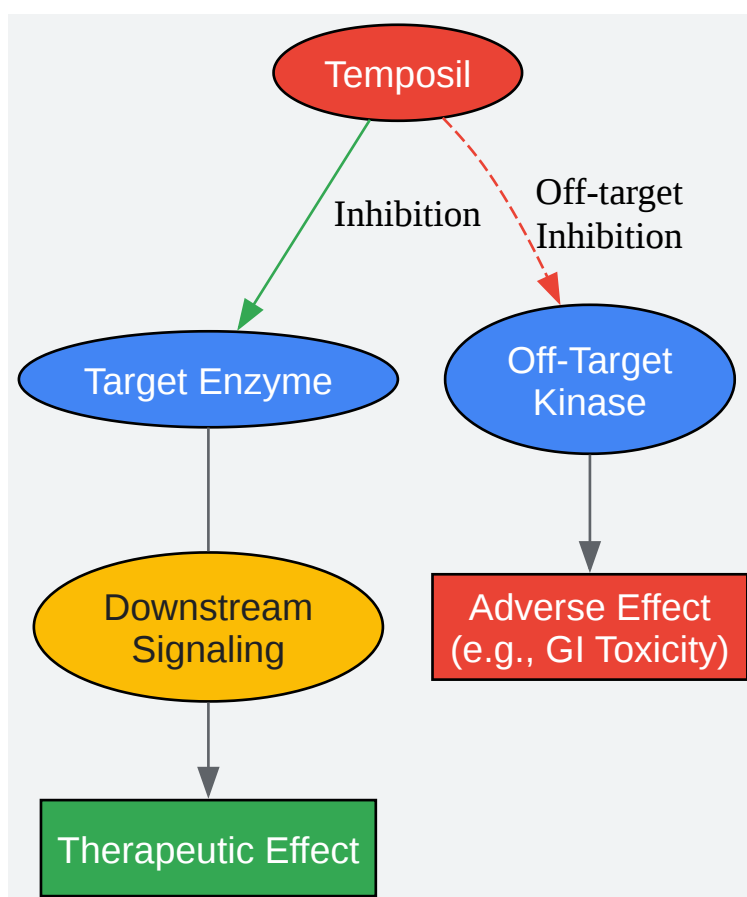 Temposil
Inhibition
Off-target
Inhibition
Target Enzyme
Off-Target
Kinase
Downstream
Signaling
Adverse Effect
(e.g., GI Toxicity)
Therapeutic Effect